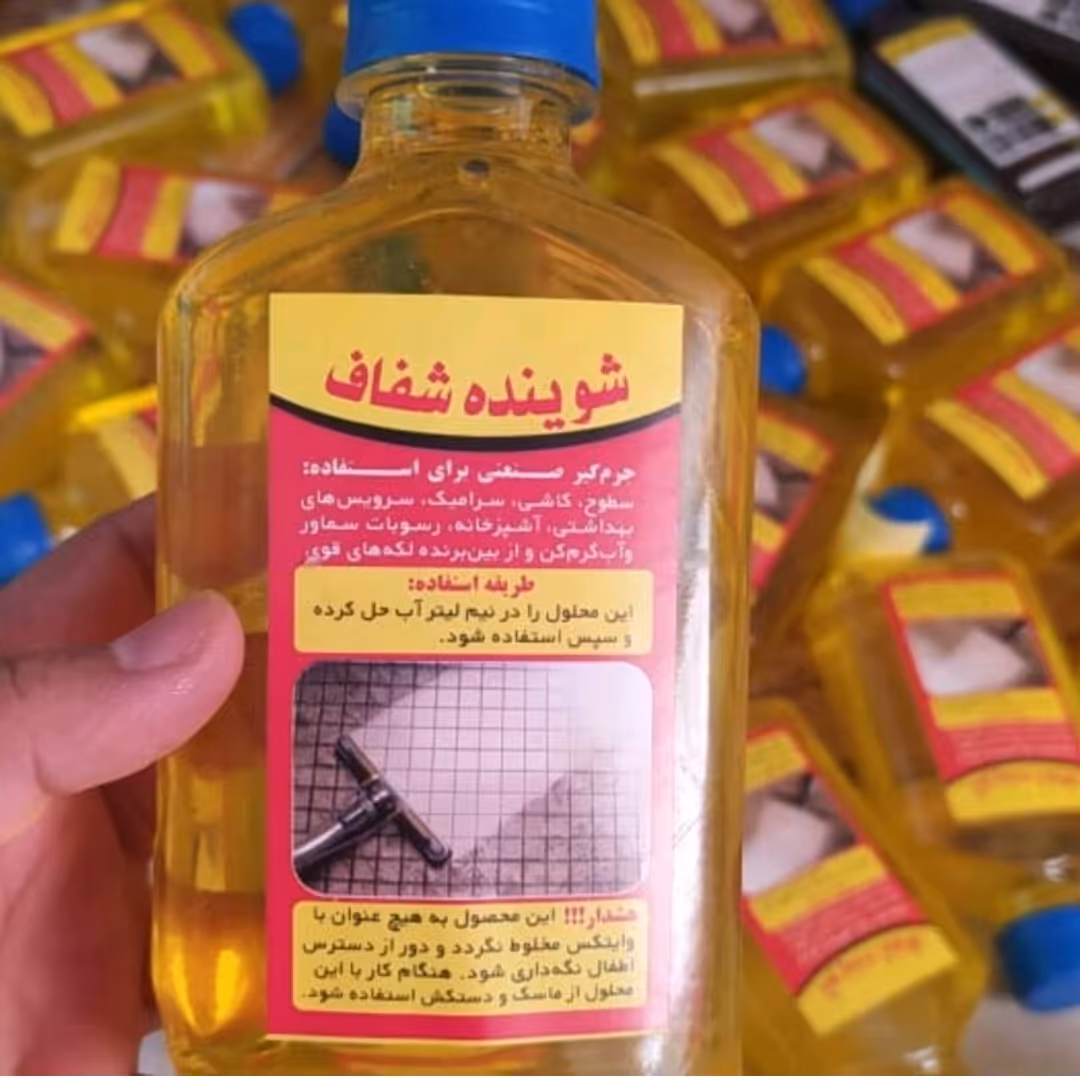 شوینده شفاف
جرم‌گیر صنعتی برای استفاده:
سطوح، کاشی، سرامیک، سرویس‌های
بهداشتی، آشپزخانه، رسوبات سماور
وآب‌گرم‌کن و از بین‌برنده لکه‌های قوی
طریقه استفاده:
این محلول را در نیم لیتر آب حل کرده
و سپس استفاده شود.
هشدار!!! این محصول به هیچ عنوان با
وایتکس مخلوط نگردد و دور از دسترس
اطفال نگه‌داری شود. هنگام کار با این
محلول از ماسک و دستکش استفاده شود.